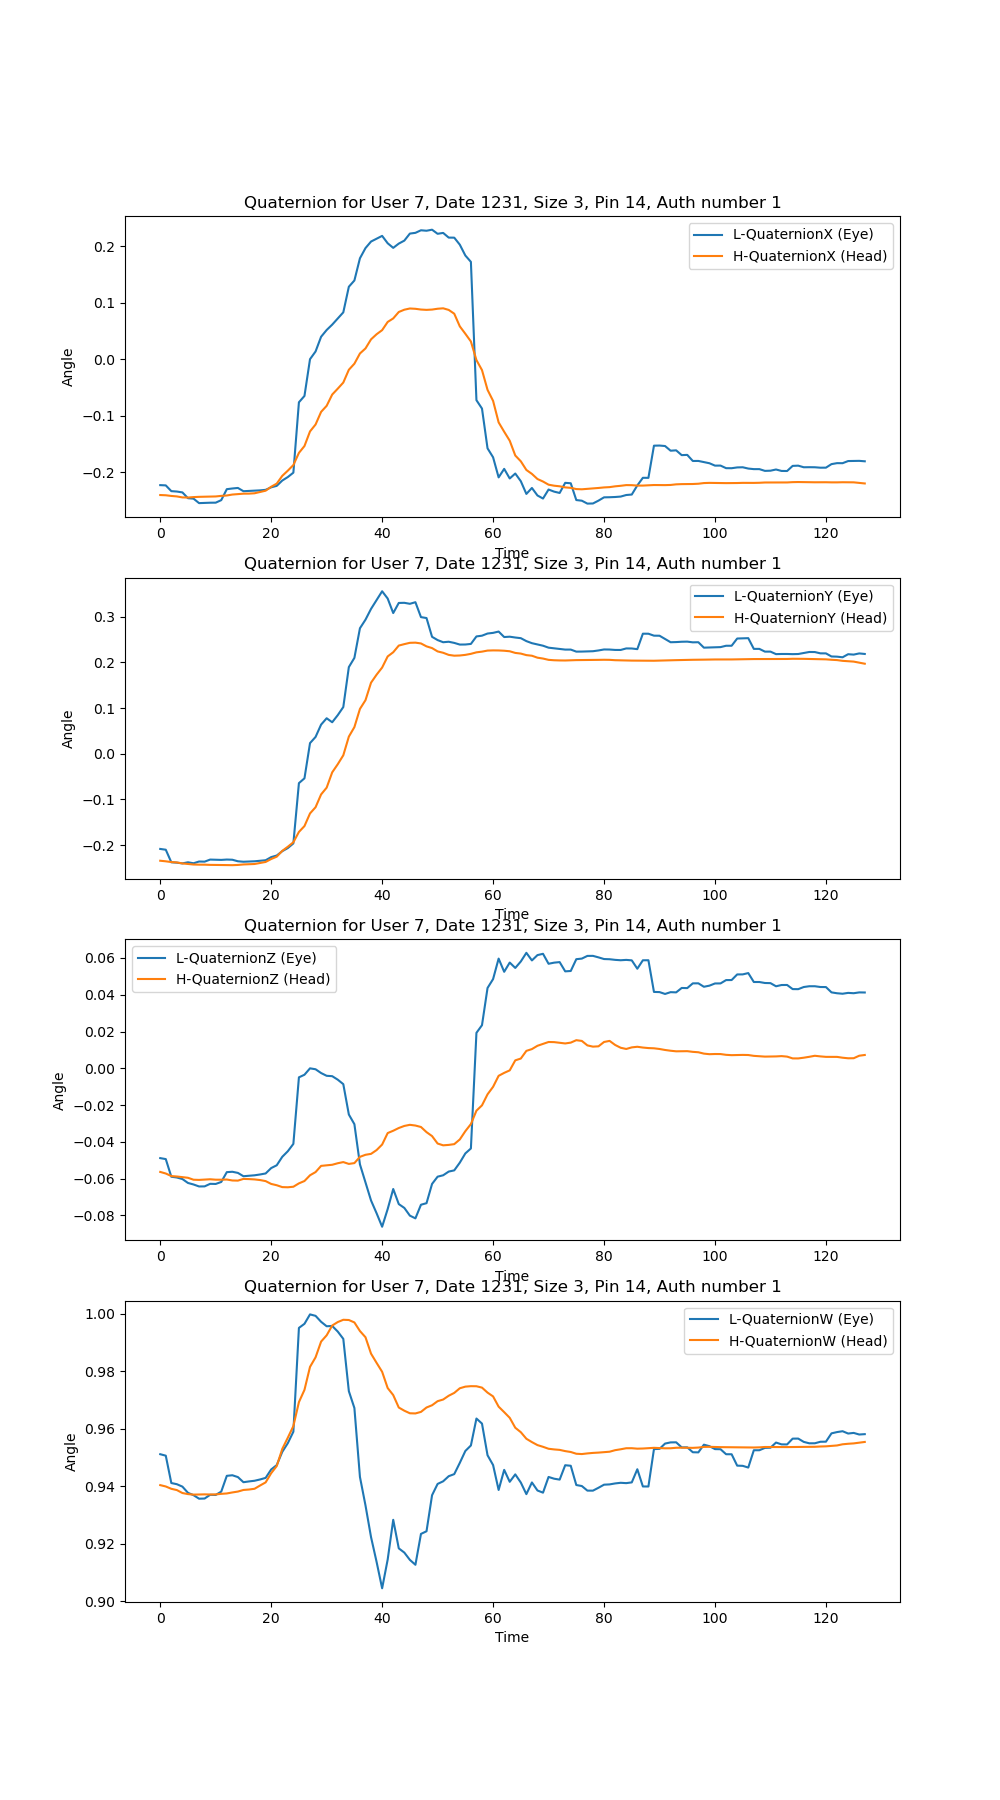 Quaternion for User 7, Date 1231, Size 3, Pin 14, Auth number 1
L-QuaternionX (Eye)
H-QuaternionX (Head)
0.2
0.1
0.0
−0.1
−0.2
Angle
0 20 40 60 80 100 120
Time
Quaternion for User 7, Date 1231, Size 3, Pin 14, Auth number 1
L-QuaternionY (Eye)
H-QuaternionY (Head)
0.3
0.2
0.1
0.0
−0.1
−0.2
Angle
0 20 40 60 80 100 120
Time
Quaternion for User 7, Date 1231, Size 3, Pin 14, Auth number 1
L-QuaternionZ (Eye)
H-QuaternionZ (Head)
0.06
0.04
0.02
0.00
−0.02
−0.04
−0.06
−0.08
Angle
0 20 40 60 80 100 120
Time
Quaternion for User 7, Date 1231, Size 3, Pin 14, Auth number 1
L-QuaternionW (Eye)
H-QuaternionW (Head)
1.00
0.98
0.96
0.94
0.92
0.90
Angle
0 20 40 60 80 100 120
Time